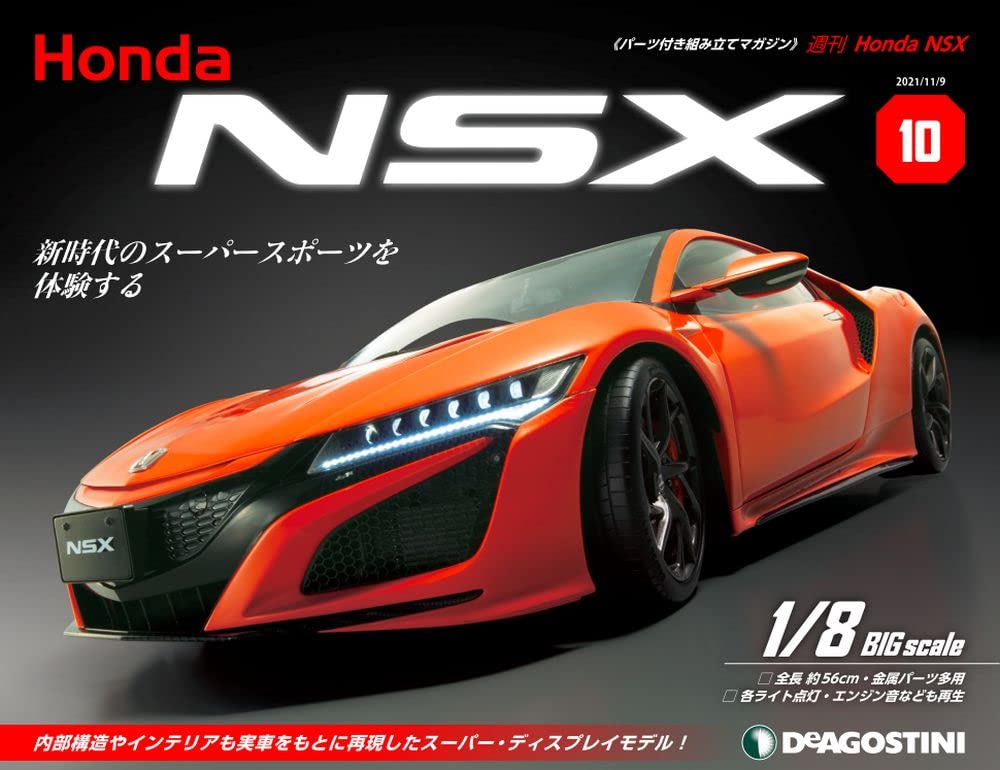 Honda
《パーツ付き組み立てマガジン》 週刊 Honda NSX
2021/11/9
NSX
10
新時代のスーパースポーツを
体験する
NSX
1/8 BIG scale
□ 全長 約56cm・金属パーツ多用
□ 各ライト点灯・エンジン音なども再生
内部構造やインテリアも実車をもとに再現したスーパー・ディスプレイモデル！
DeAGOSTINI